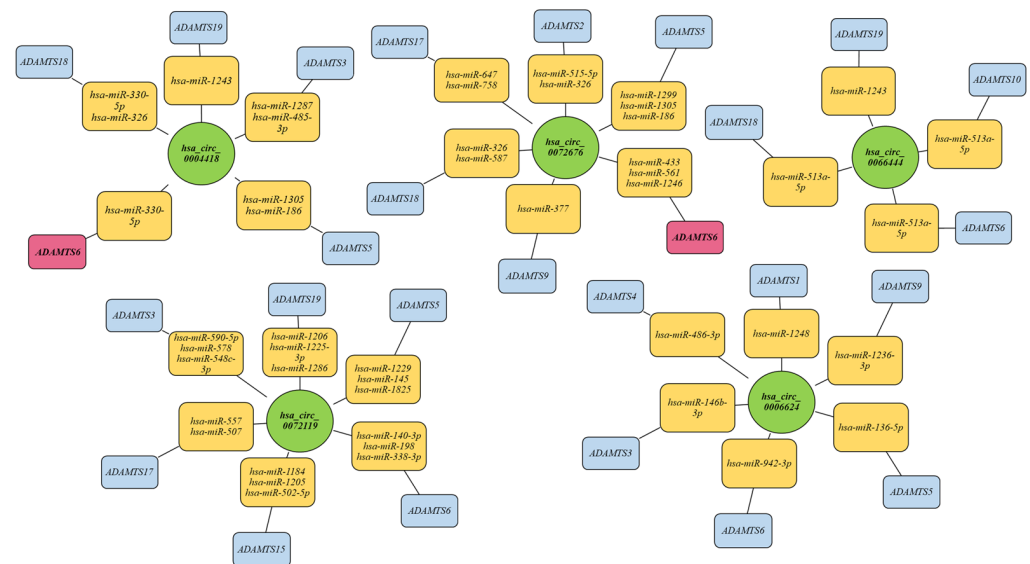 ADAMTS19
ADAMTS18
ADAMTS3
hsa-miR-1243
hsa-miR-330-
5p
hsa-miR-326
hsa-miR-1287
hsa-miR-485-
3p
hsa_circ_
0004418
hsa-miR-330-
5p
hsa-miR-1305
hsa-miR-186
ADAMTS6
ADAMTS5
ADAMTS2
ADAMTS17
ADAMTS5
hsa-miR-647
hsa-miR-758
hsa-miR-515-5p
hsa-miR-326
hsa-miR-1299
hsa-miR-1305
hsa-miR-186
hsa_circ_
0072676
hsa-miR-326
hsa-miR-587
hsa-miR-433
hsa-miR-561
hsa-miR-1246
ADAMTS18
hsa-miR-377
ADAMTS6
ADAMTS9
ADAMTS19
ADAMTS10
hsa-miR-1243
ADAMTS18
hsa-miR-513a-
5p
hsa_circ_
0066444
hsa-miR-513a-
5p
hsa-miR-513a-
5p
ADAMTS6
ADAMTS19
ADAMTS3
ADAMTS5
hsa-miR-590-5p
hsa-miR-578
hsa-miR-548c-
3p
hsa-miR-1206
hsa-miR-1225-
3p
hsa-miR-1286
hsa-miR-1229
hsa-miR-145
hsa-miR-1825
hsa_circ_
0072119
hsa-miR-557
hsa-miR-507
hsa-miR-140-3p
hsa-miR-198
hsa-miR-338-3p
ADAMTS17
hsa-miR-1184
hsa-miR-1205
hsa-miR-502-5p
ADAMTS6
ADAMTS15
ADAMTS1
ADAMTS4
ADAMTS9
hsa-miR-486-3p
hsa-miR-1248
hsa-miR-1236-
3p
hsa_circ_
0006624
hsa-miR-146b-
3p
hsa-miR-136-5p
ADAMTS3
hsa-miR-942-3p
ADAMTS5
ADAMTS6